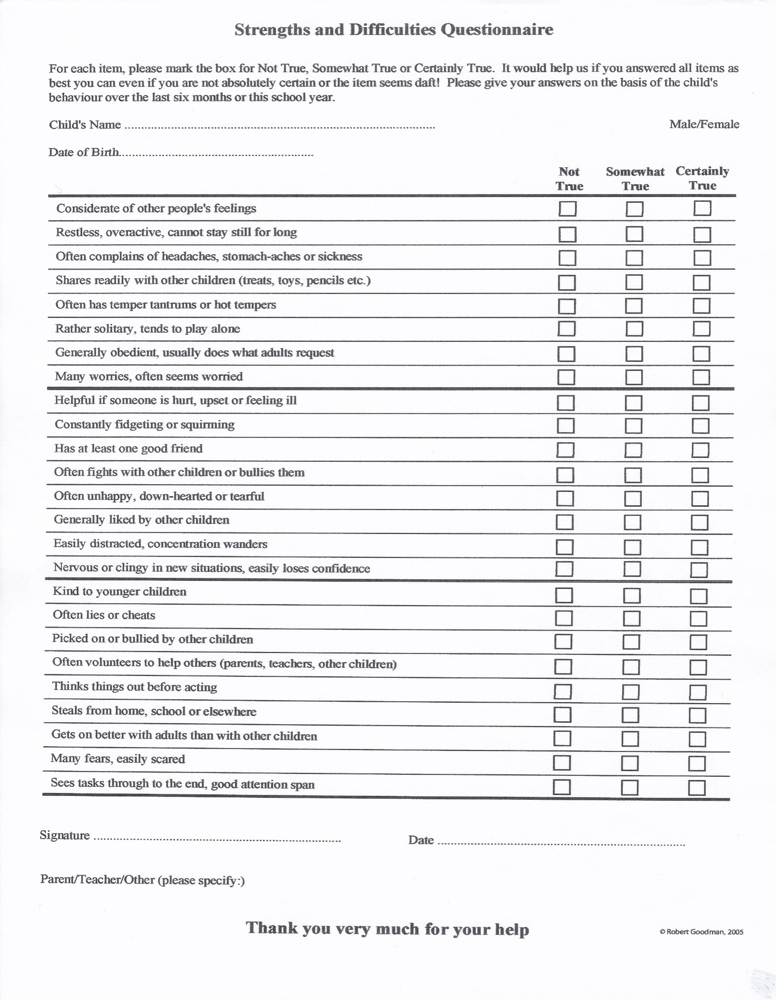 Strengths and Difficulties Questionnaire
For each item, please mark the box for Not True, Somewhat True or Certainly True. It would help us if you answered all items as
best you can even if you are not absolutely certain or the item seems daft! Please give your answers on the basis of the child's
behaviour over the last six months or this school year.
Child's Name .............................................................................................. Male/Female
Date of Birth...........................................................
Not Somewhat Certainly
True True True
Considerate of other people's feelings
Restless, overactive, cannot stay still for long
Often complains of headaches, stomach-aches or sickness
Shares readily with other children (treats, toys, pencils etc.)
Often has temper tantrums or hot tempers
Rather solitary, tends to play alone
Generally obedient, usually does what adults request
Many worries, often seems worried
Helpful if someone is hurt, upset or feeling ill
Constantly fidgeting or squirming
Has at least one good friend
Often fights with other children or bullies them
Often unhappy, down-hearted or tearful
Generally liked by other children
Easily distracted, concentration wanders
Nervous or clingy in new situations, easily loses confidence
Kind to younger children
Often lies or cheats
Picked on or bullied by other children
Often volunteers to help others (parents, teachers, other children)
Thinks things out before acting
Steals from home, school or elsewhere
Gets on better with adults than with other children
Many fears, easily scared
Sees tasks through to the end, good attention span
Signature ........................................................................... Date ...........................................................................
Parent/Teacher/Other (please specify:)
Thank you very much for your help
© Robert Goodman, 2005